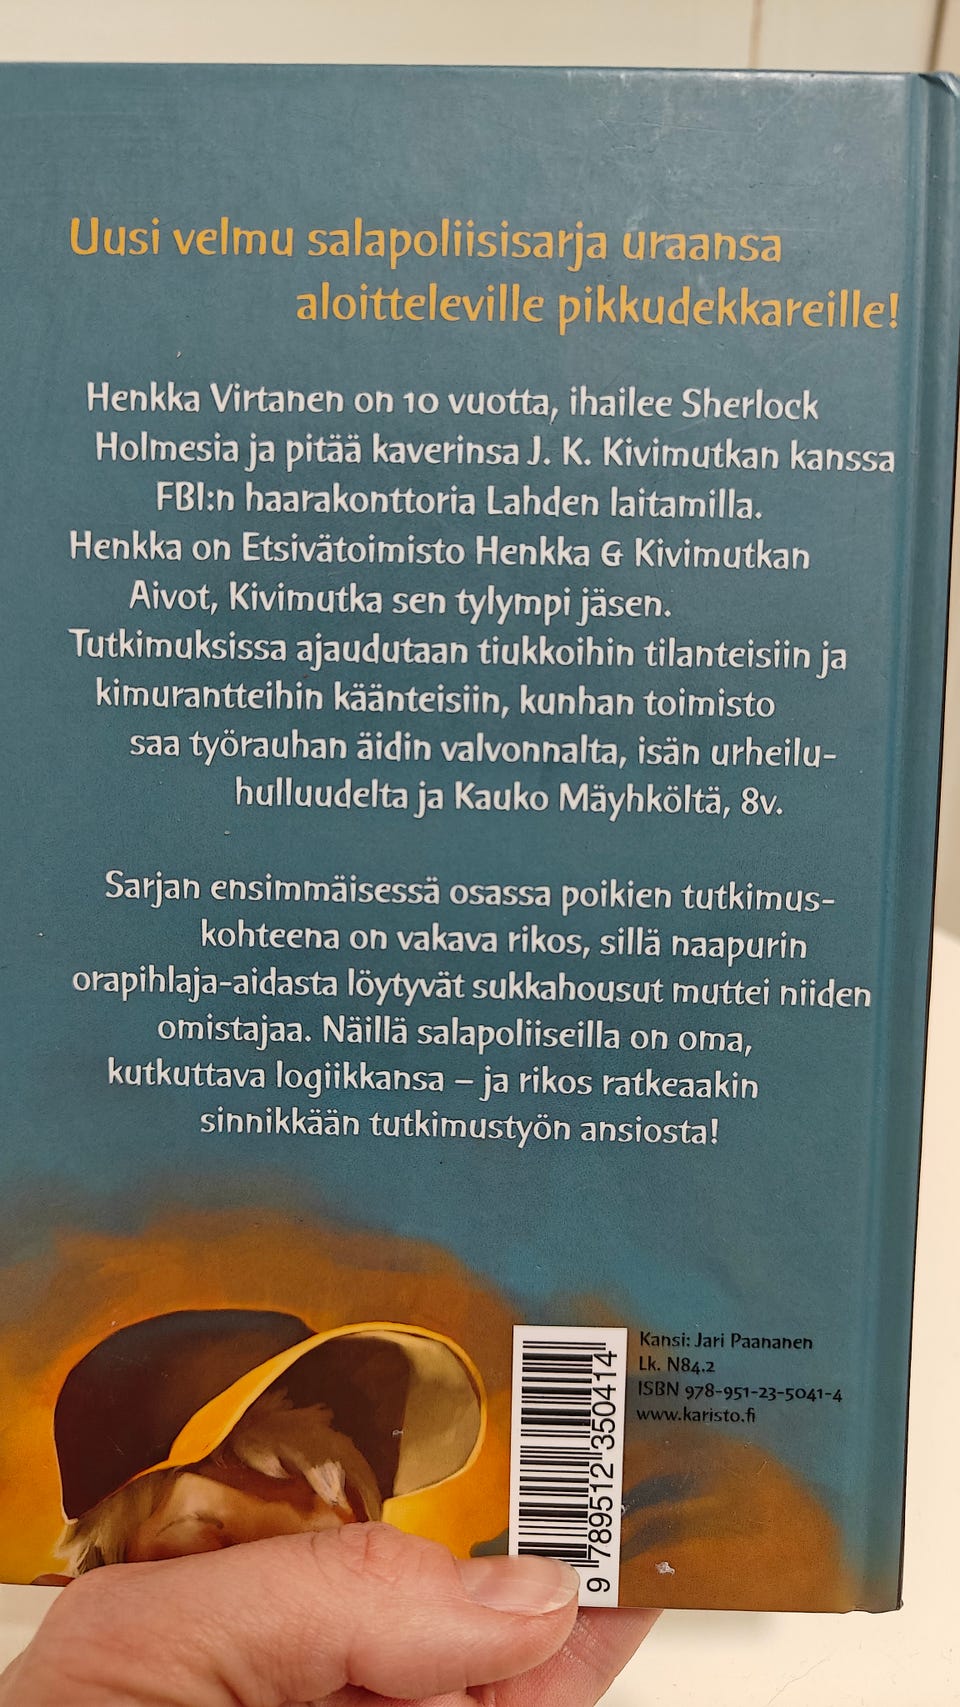 Uusi velmu salapoliisisarja uraansa
aloitteleville pikkudekkareille!
Henkka Virtanen on 10 vuotta, ihailee Sherlock
Holmesia ja pitää kaverinsa J. K. Kivimutkan kanssa
FBI:n haarakonttoria Lahden laitamilla.
Henkka on Etsivätoimisto Henkka & Kivimutkan
Aivot, Kivimutka sen tylympi jäsen.
Tutkimuksissa ajaudutaan tiukkoihin tilanteisiin ja
kimurantteihin käänteisiin, kunhan toimisto
saa työrauhan äidin valvonnalta, isän urheilu-
hulluudelta ja Kauko Mäyhköltä, 8v.
Sarjan ensimmäisessä osassa poikien tutkimus-
kohteena on vakava rikos, sillä naapurin
orapihlaja-aidasta löytyvät sukkahousut muttei niiden
omistajaa. Näillä salapoliiseilla on oma,
kutkuttava logiikkansa – ja rikos ratkeaakin
sinnikkään tutkimustyön ansiosta!
Kansi: Jari Paananen
Lk. N84.2
ISBN 978-951-23-5041-4
www.karisto.fi
9 789512 350414